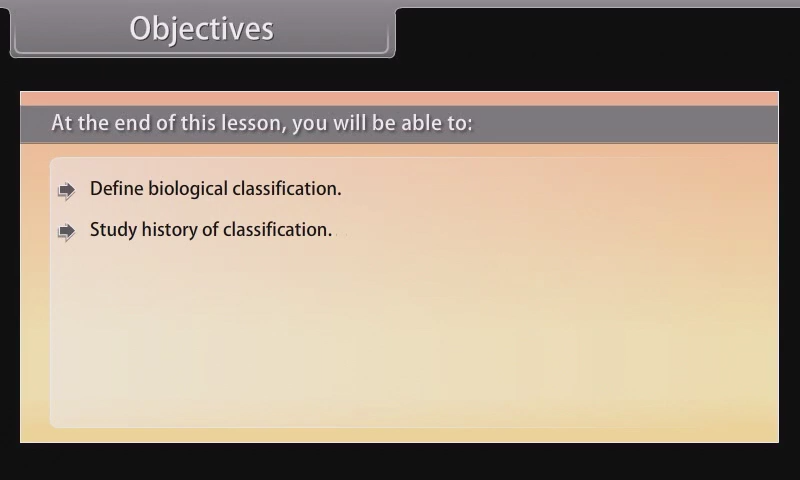 Objectives
At the end of this lesson, you will be able to:
Define biological classification.
Study history of classification.